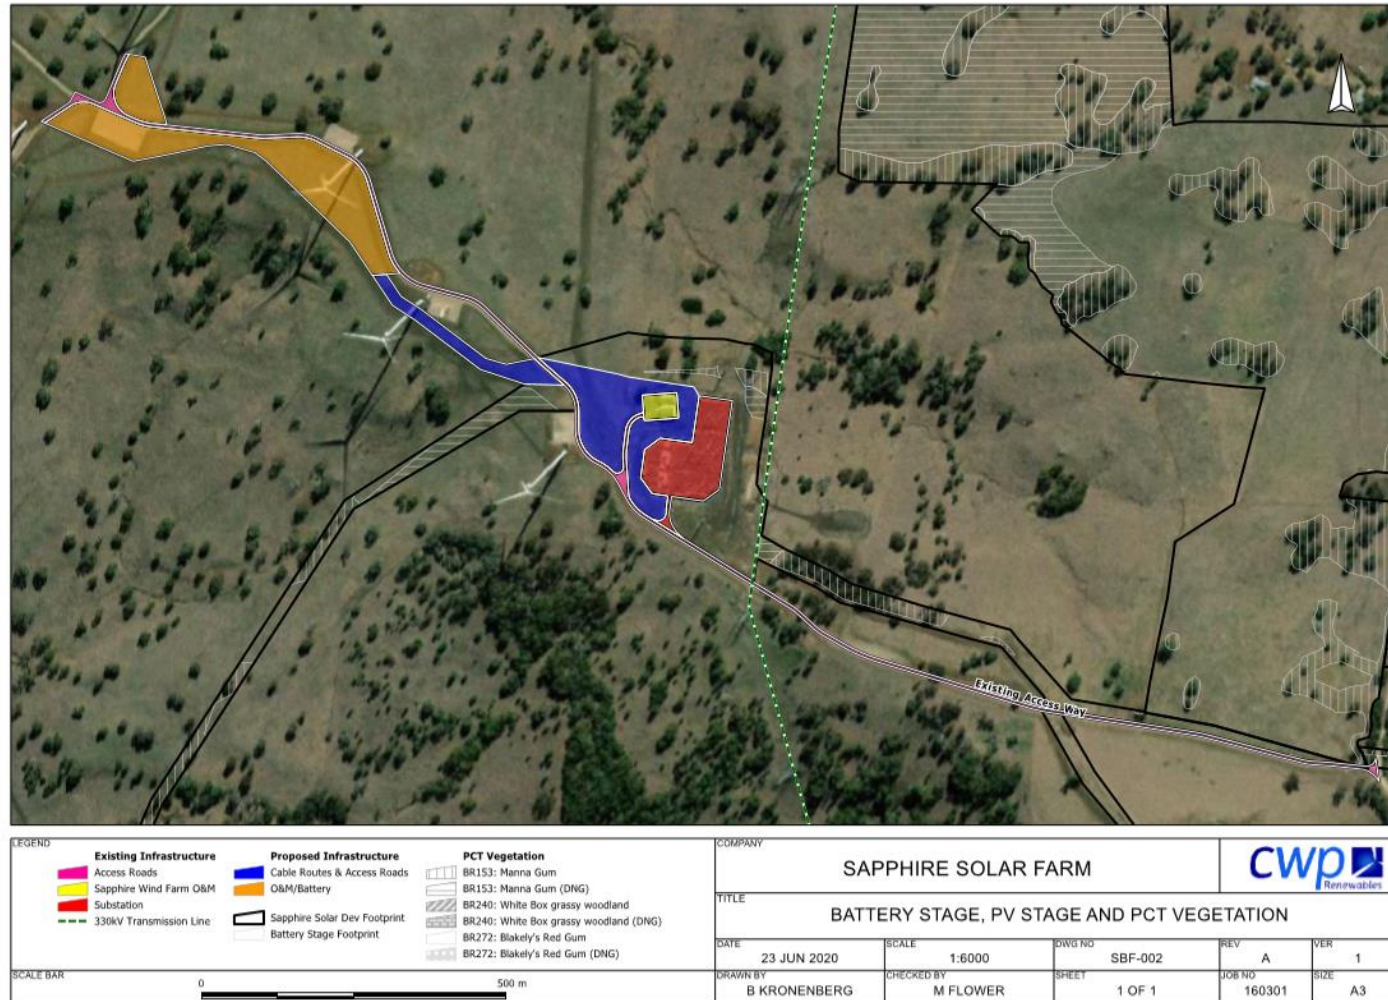 Existing Access Way
LEGEND
Existing Infrastructure
Access Roads
Sapphire Wind Farm O&M
Substation
330kV Transmission Line
Proposed Infrastructure
Cable Routes & Access Roads
O&M/Battery
Sapphire Solar Dev Footprint
Battery Stage Footprint
PCT Vegetation
BR153: Manna Gum
BR153: Manna Gum (DNG)
BR240: White Box grassy woodland
BR240: White Box grassy woodland (DNG)
BR272: Blakely's Red Gum
BR272: Blakely's Red Gum (DNG)
SCALE BAR
0 500 m
COMPANY
SAPPHIRE SOLAR FARM
cwp
Renewables
TITLE
BATTERY STAGE, PV STAGE AND PCT VEGETATION
DATE
23 JUN 2020
SCALE
1:6000
DWG NO
SBF-002
REV
A
VER
1
DRAWN BY
B KRONENBERG
CHECKED BY
M FLOWER
SHEET
1 OF 1
JOB NO
160301
SIZE
A3